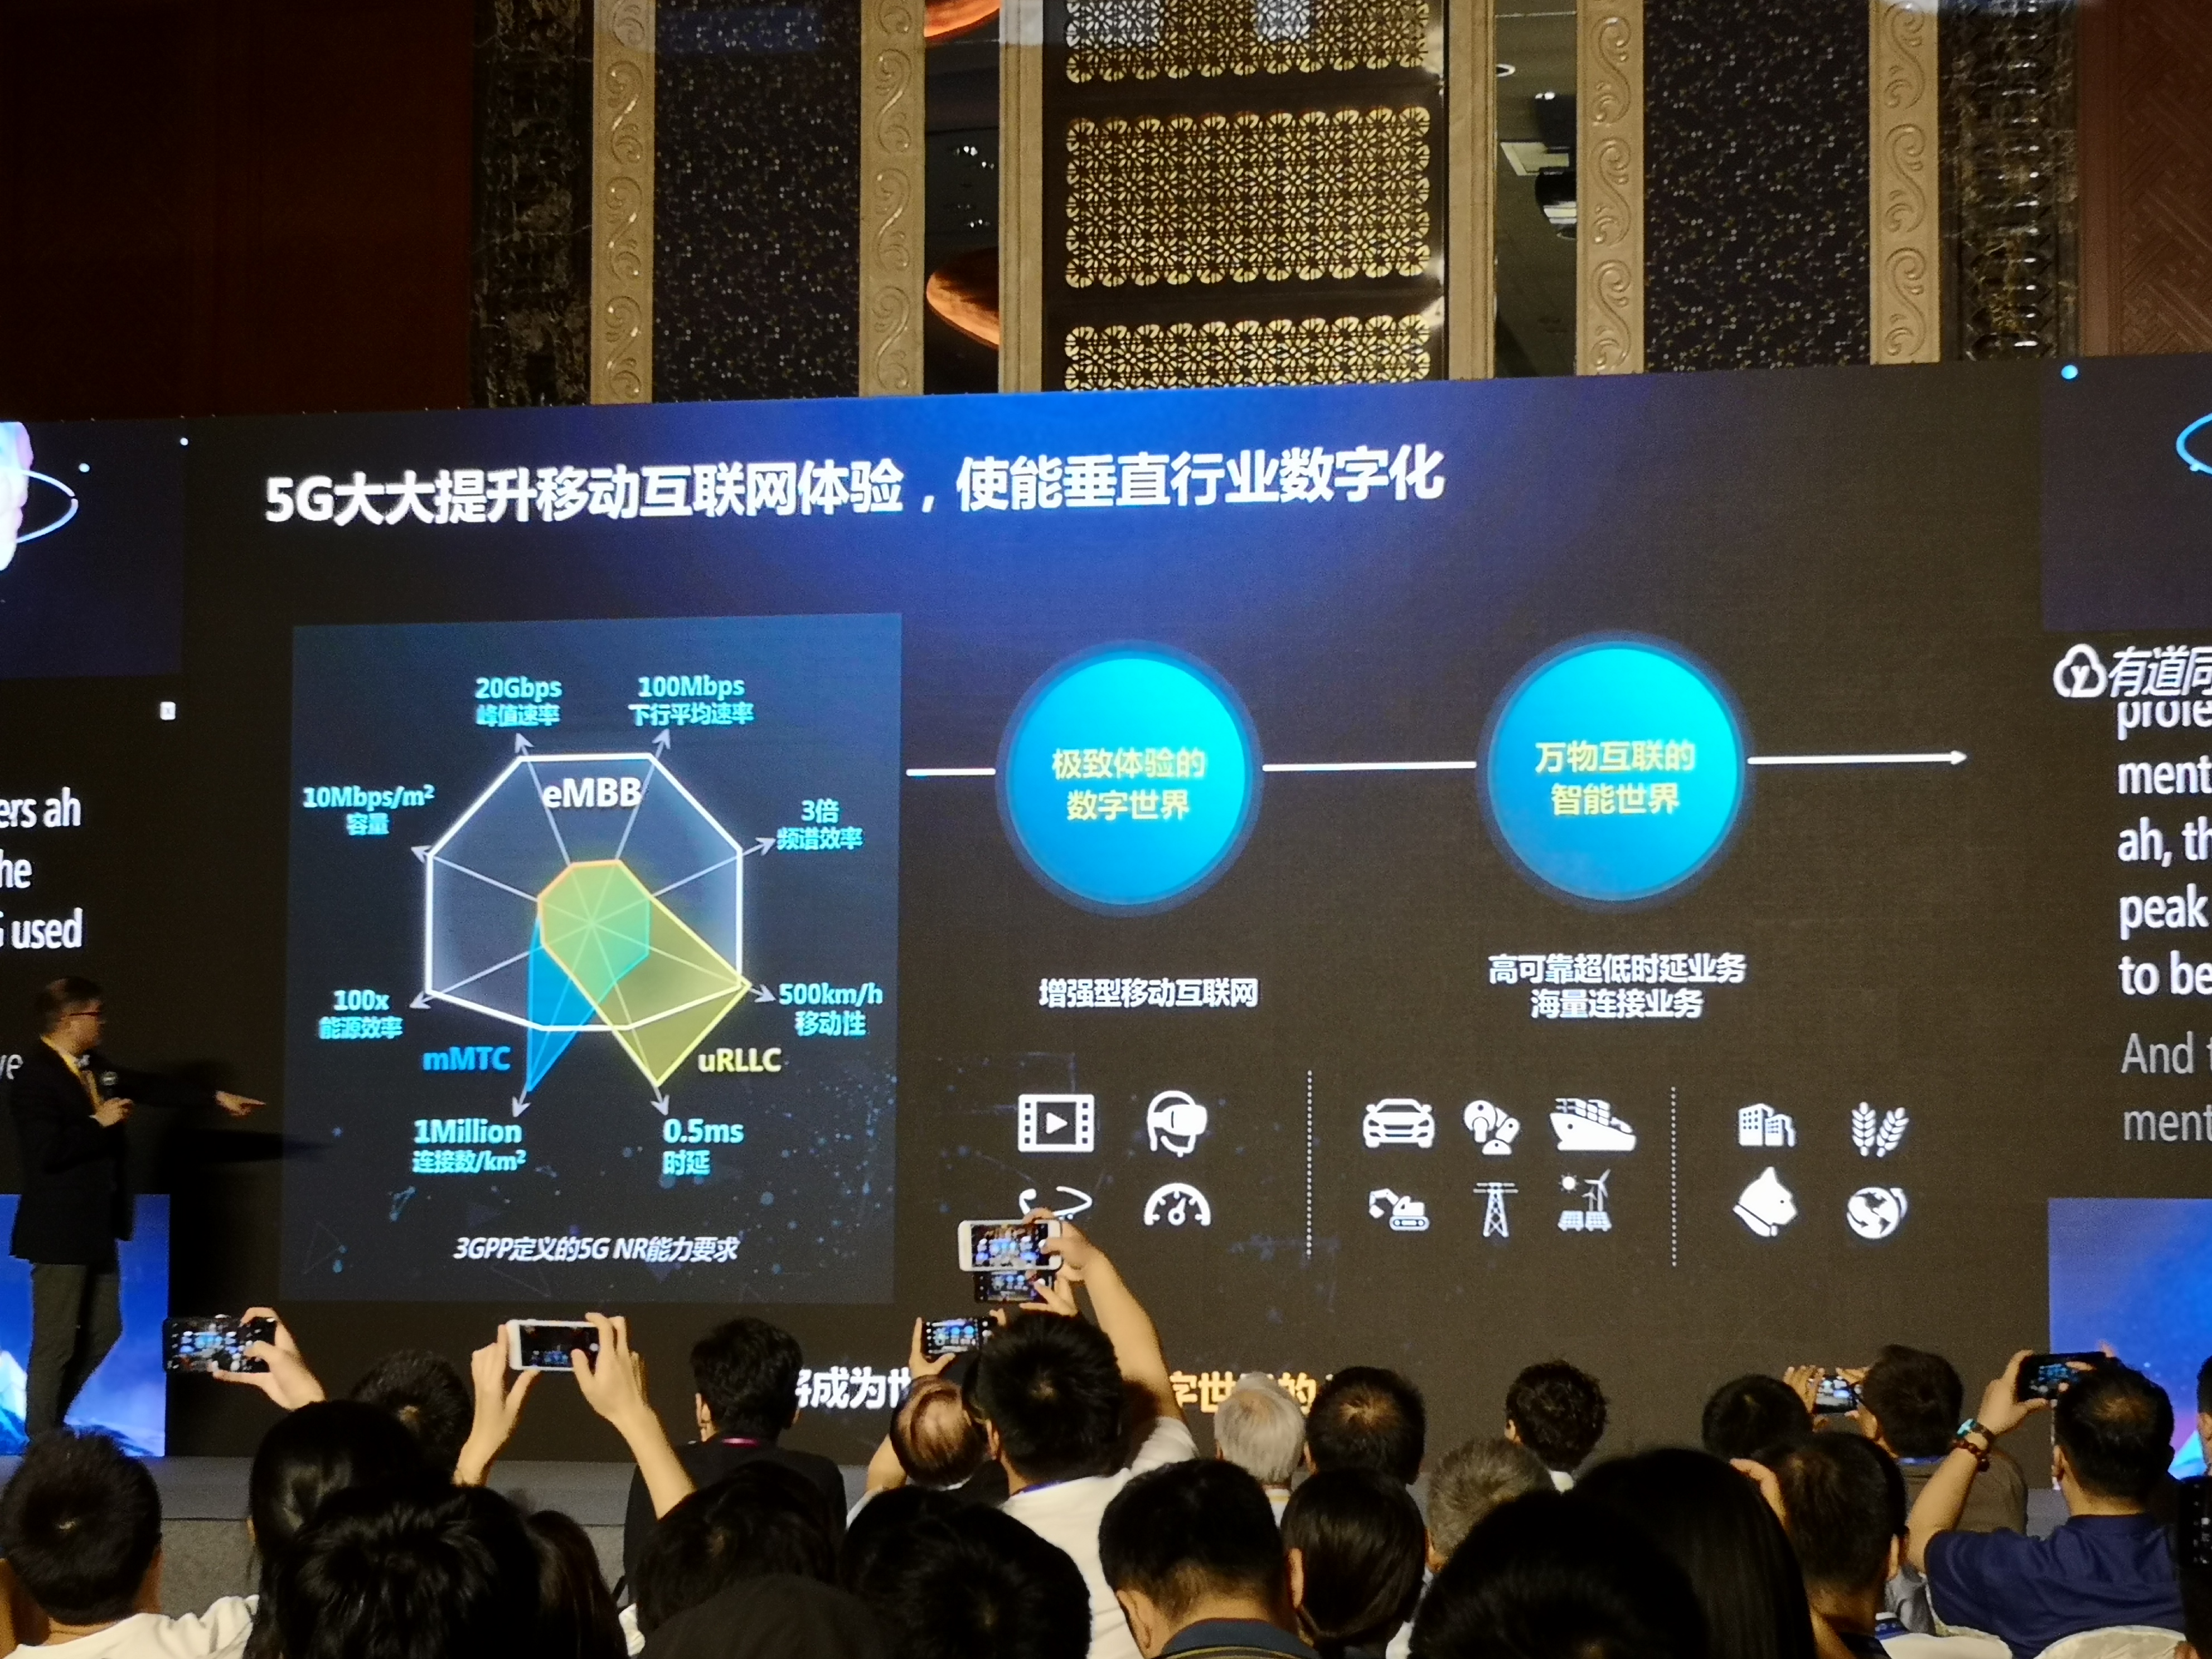 5G大大提升移动互联网体验，使能垂直行业数字化
20Gbps
峰值速率
100Mbps
下行平均速率
10Mbps/m²
容量
eMBB
3倍
频谱效率
100x
能源效率
500km/h
移动性
mMTC
uRLLC
1Million
连接数/km²
0.5ms
时延
3GPP定义的5G NR能力要求
极致体验的
数字世界
万物互联的
智能世界
增强型移动互联网
高可靠超低时延业务
海量连接业务
ers ah
he
used
ve
有道同
ment
ah, th
peak
to be
And
ment
将成为世
字世界的